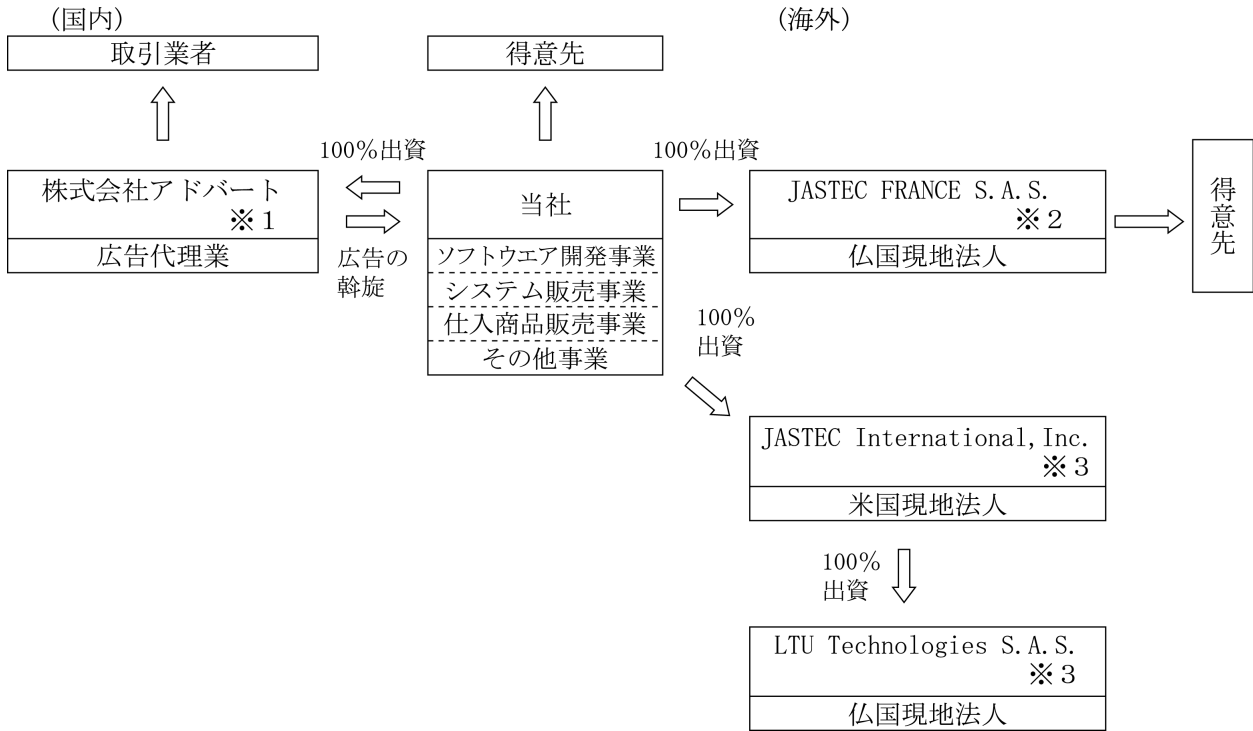 (国内)
(海外)
取引業者
得意先
100%出資
100%出資
株式会社アドバート
※1
広告代理業
広告の
斡旋
当社
ソフトウエア開発事業
システム販売事業
仕入商品販売事業
その他事業
JASTEC FRANCE S.A.S.
※2
仏国現地法人
得意先
100%
出資
JASTEC International,Inc.
※3
米国現地法人
100%
出資
LTU Technologies S.A.S.
※3
仏国現地法人